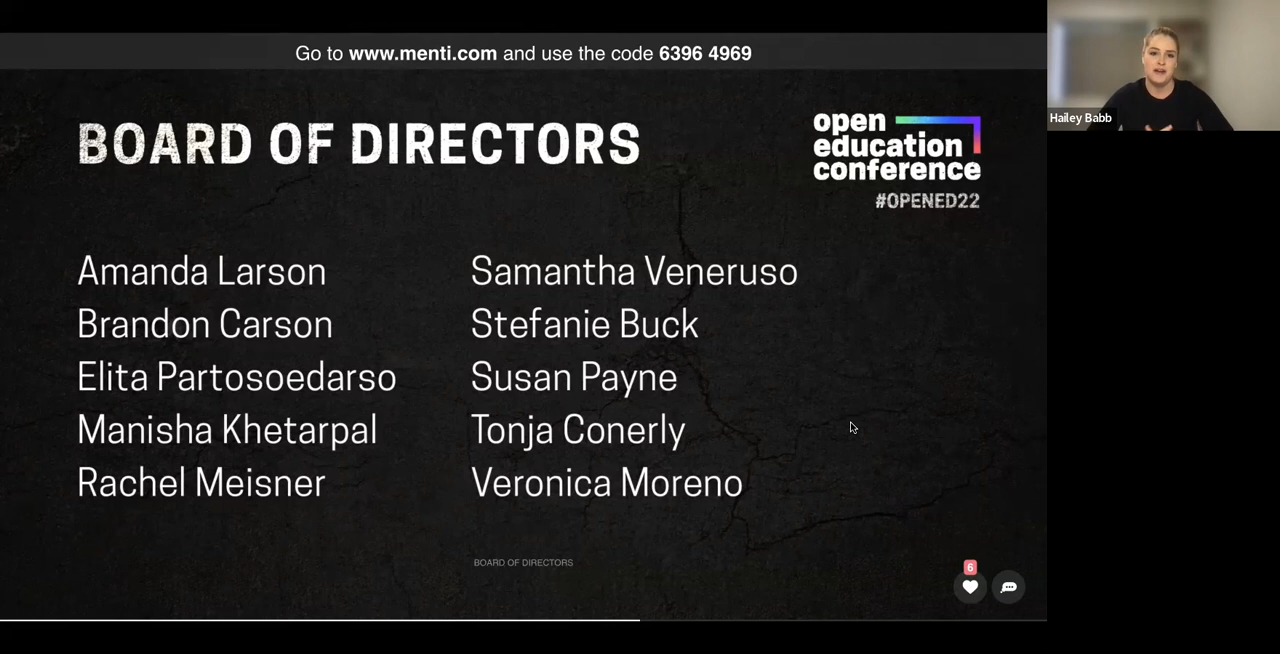 Go to www.menti.com and use the code 6396 4969
BOARD OF DIRECTORS
open
education
conference
#OPENED22
Amanda Larson
Brandon Carson
Elita Partosoedarso
Manisha Khetarpal
Rachel Meisner
Samantha Veneruso
Stefanie Buck
Susan Payne
Tonja Conerly
Veronica Moreno
BOARD OF DIRECTORS
6
Hailey Babb